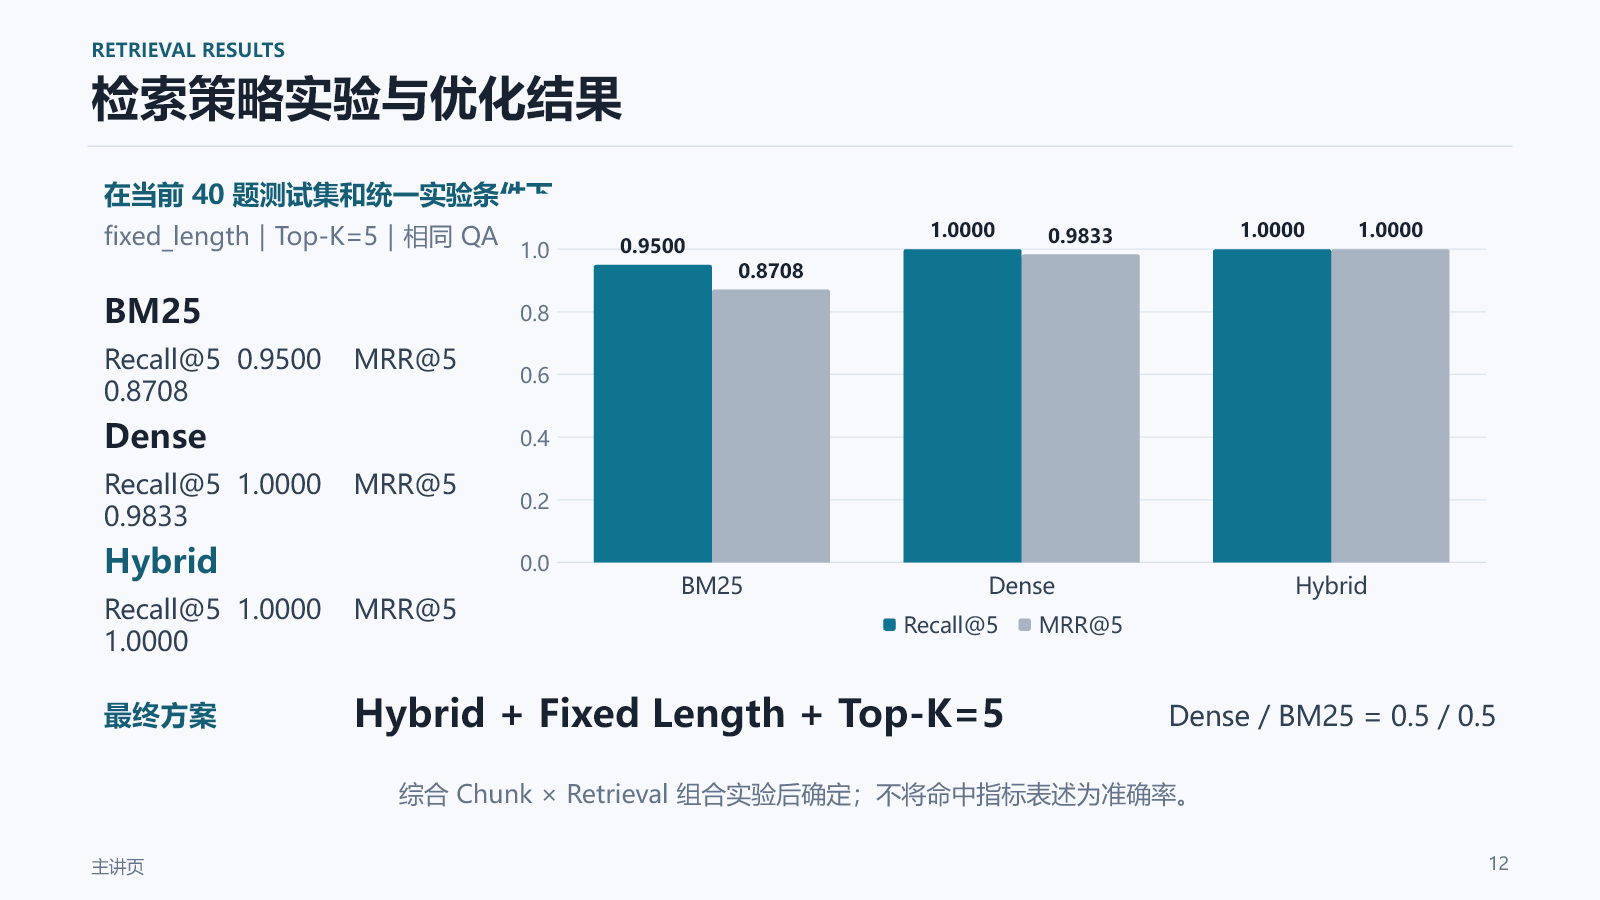 RETRIEVAL RESULTS
检索策略实验与优化结果
在当前 40 题测试集和统一实验条件下
fixed_length | Top-K=5 | 相同 QA
BM25
Recall@5 0.9500 MRR@5
0.8708
Dense
Recall@5 1.0000 MRR@5
0.9833
Hybrid
Recall@5 1.0000 MRR@5
1.0000
1.0
0.8
0.6
0.4
0.2
0.0
0.9500
0.8708
1.0000
0.9833
1.0000
1.0000
BM25
Dense
Hybrid
Recall@5
MRR@5
最终方案
Hybrid + Fixed Length + Top-K=5
Dense / BM25 = 0.5 / 0.5
综合 Chunk × Retrieval 组合实验后确定；不将命中指标表述为准确率。
主讲页
12